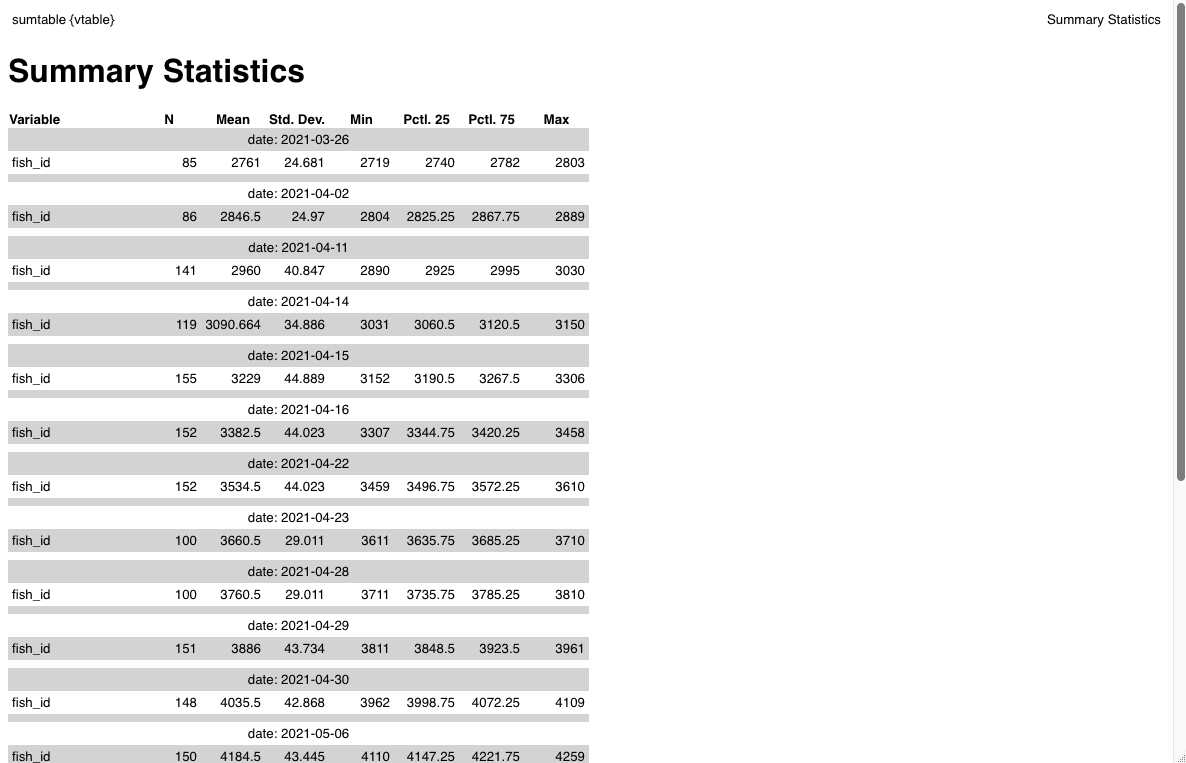 sumtable {vtable} Summary Statistics
Summary Statistics
Variable N Mean Std. Dev. Min Pctl. 25 Pctl. 75 Max
date: 2021-03-26
fish_id 85 2761 24.681 2719 2740 2782 2803
date: 2021-04-02
fish_id 86 2846.5 24.97 2804 2825.25 2867.75 2889
date: 2021-04-11
fish_id 141 2960 40.847 2890 2925 2995 3030
date: 2021-04-14
fish_id 119 3090.664 34.886 3031 3060.5 3120.5 3150
date: 2021-04-15
fish_id 155 3229 44.889 3152 3190.5 3267.5 3306
date: 2021-04-16
fish_id 152 3382.5 44.023 3307 3344.75 3420.25 3458
date: 2021-04-22
fish_id 152 3534.5 44.023 3459 3496.75 3572.25 3610
date: 2021-04-23
fish_id 100 3660.5 29.011 3611 3635.75 3685.25 3710
date: 2021-04-28
fish_id 100 3760.5 29.011 3711 3735.75 3785.25 3810
date: 2021-04-29
fish_id 151 3886 43.734 3811 3848.5 3923.5 3961
date: 2021-04-30
fish_id 148 4035.5 42.868 3962 3998.75 4072.25 4109
date: 2021-05-06
fish_id 150 4184.5 43.445 4110 4147.25 4221.75 4259